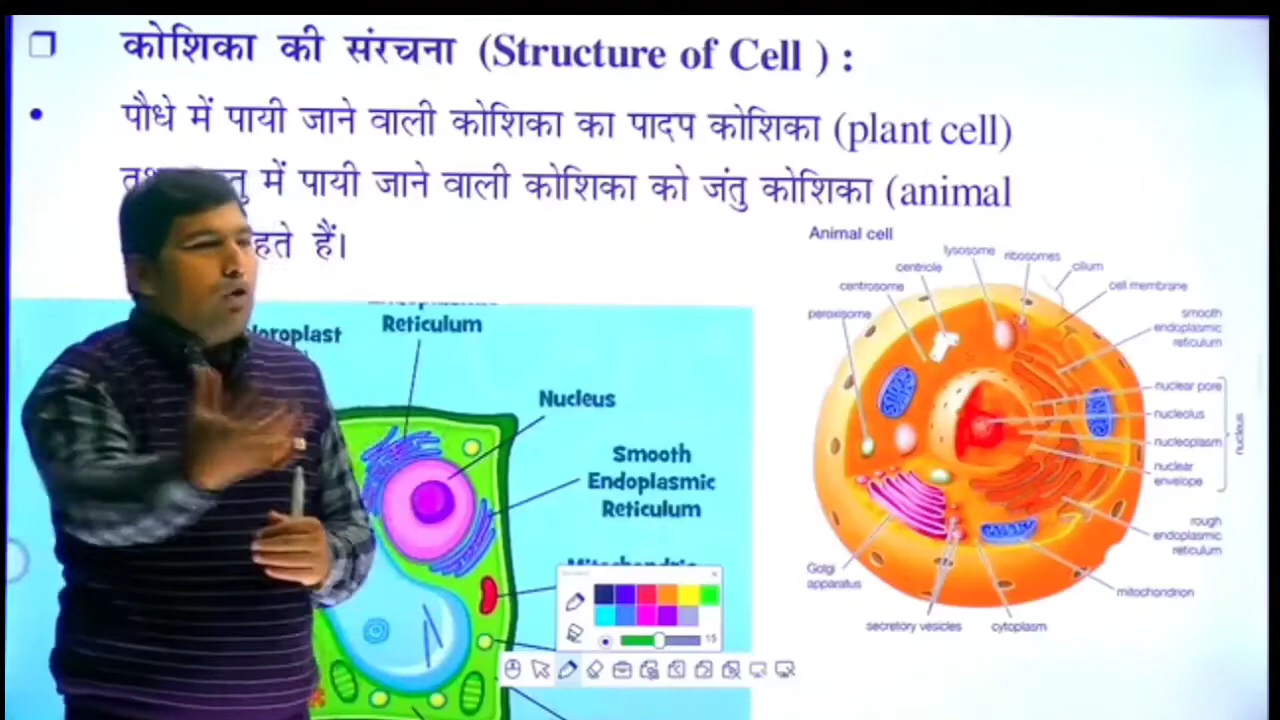 कोशिका की संरचना (Structure of Cell ) :
• पौधे में पायी जाने वाली कोशिका का पादप कोशिका (plant cell)
में पायी जाने वाली कोशिका को जंतु कोशिका (animal
हैं।
Animal cell
lysosome
ribosomes
centriole
cilium
centrosome
cell membrane
peroxisome
smooth
endoplasmic
reticulum
nuclear pore
nucleolus
nucleoplasm
nuclear
envelope
nucleus
rough
endoplasmic
reticulum
Golgi
apparatus
mitochondrion
secretory vesicles
cytoplasm
Reticulum
Nucleus
Smooth
Endoplasmic
Reticulum
15